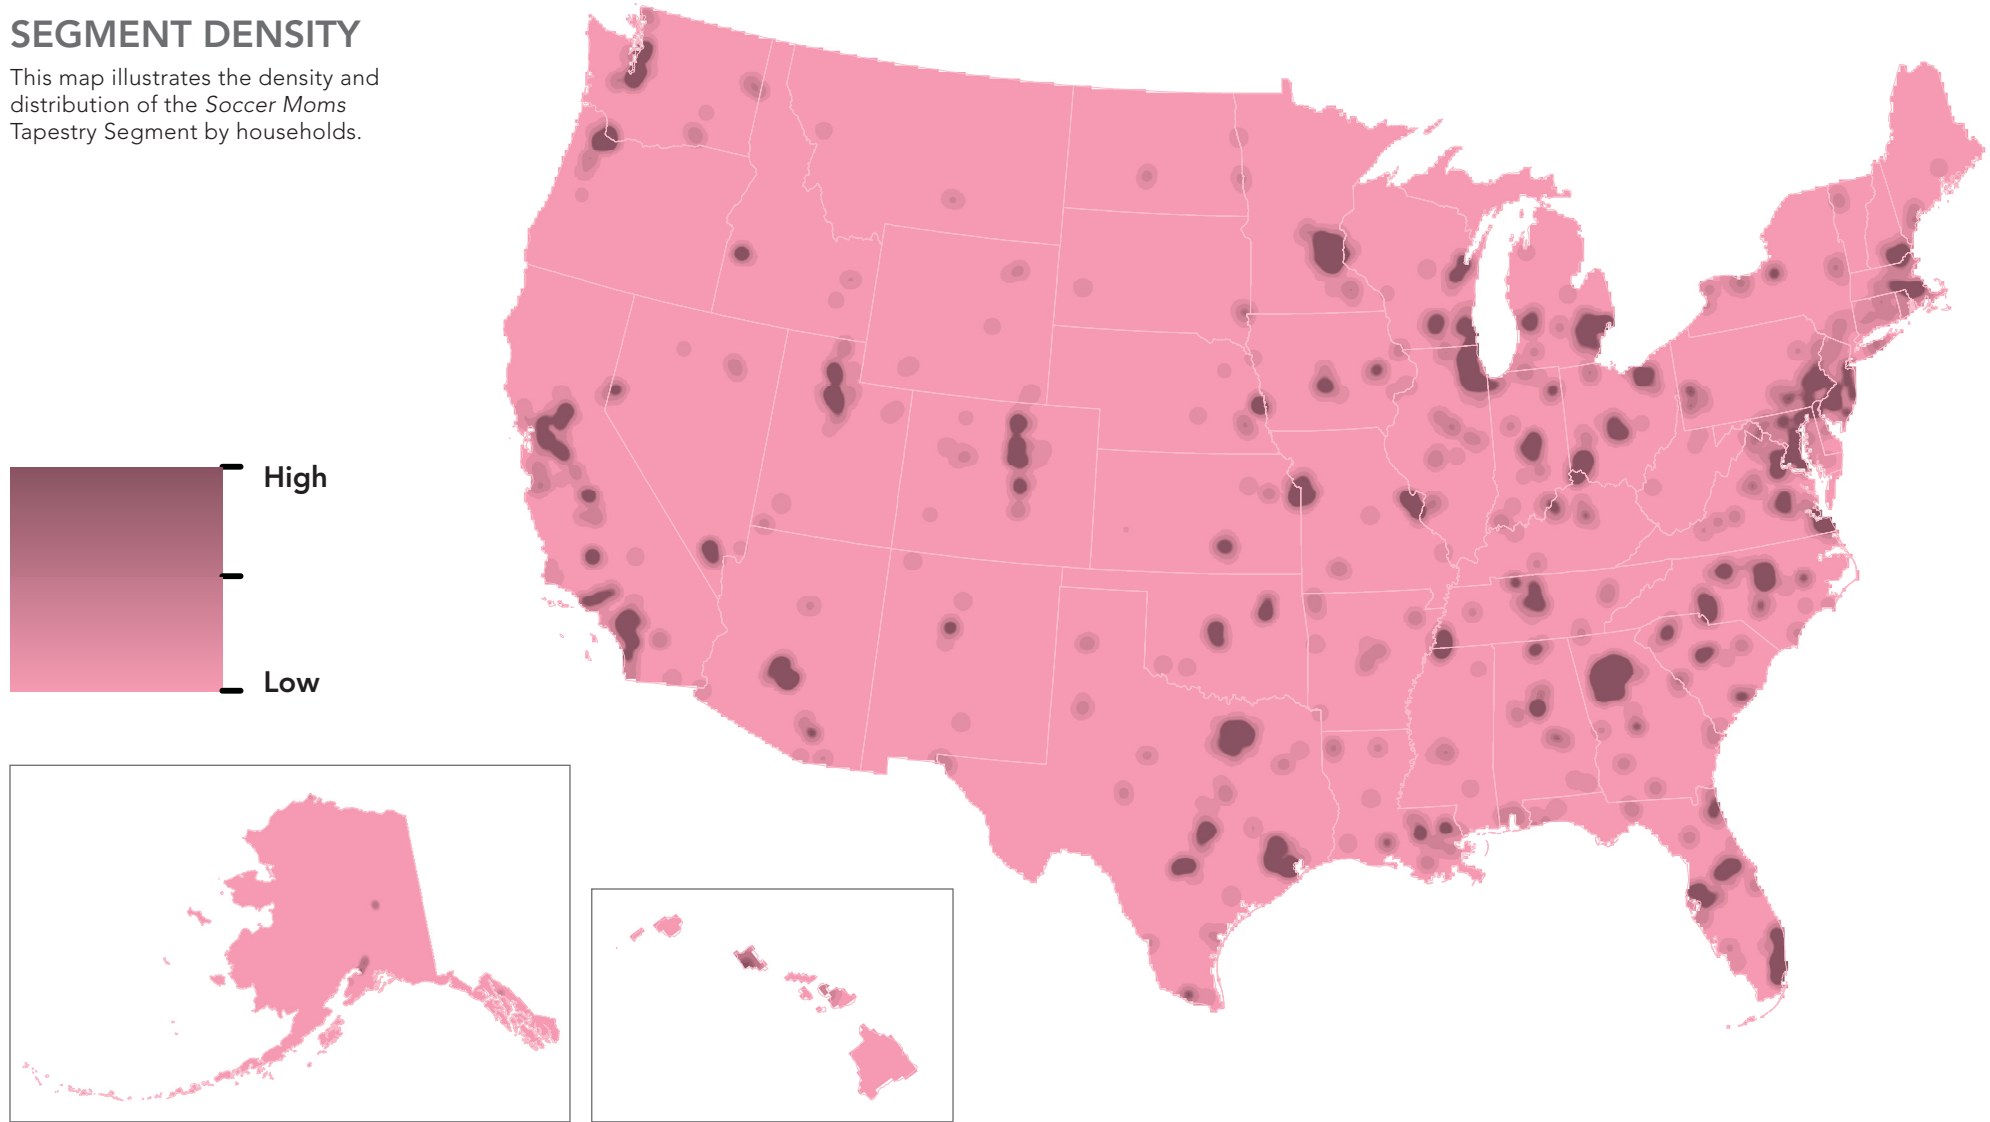 SEGMENT DENSITY
This map illustrates the density and
distribution of the Soccer Moms
Tapestry Segment by households.
High
Low